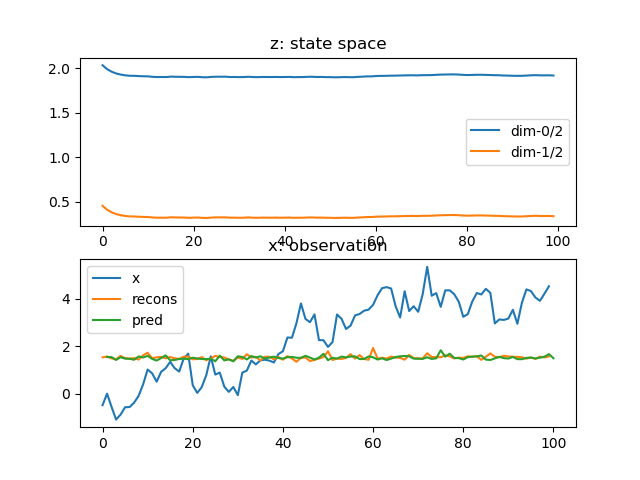 z: state space
2.0
1.5
1.0
0.5
dim-0/2
dim-1/2
0 20 40 60 80 100
x: observation
4
2
0
x
recons
pred
0 20 40 60 80 100